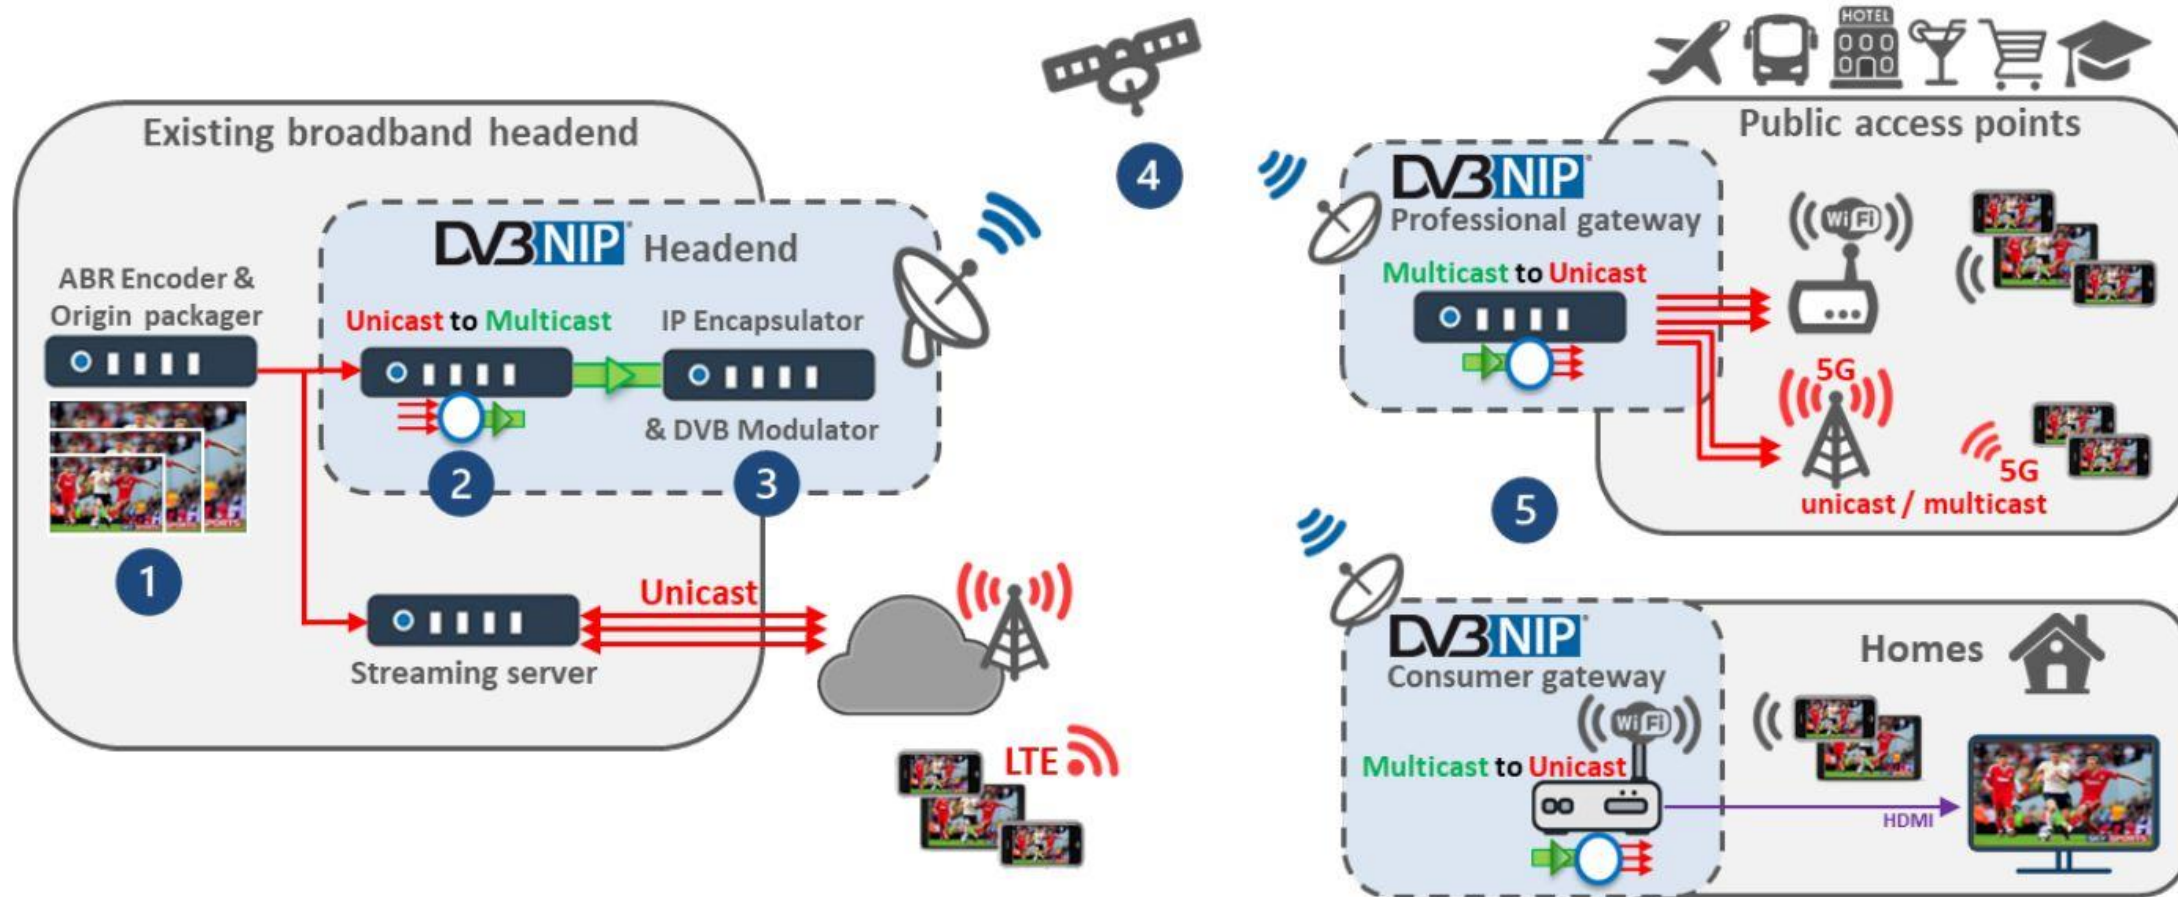 Existing broadband headend
DVB NIP Headend
ABR Encoder &
Origin packager
Unicast to Multicast
IP Encapsulator
& DVB Modulator
1
2
3
Unicast
Streaming server
LTE
4
HOTEL
Public access points
DVB NIP
Professional gateway
Multicast to Unicast
WiFi
5G
5G
unicast / multicast
5
DVB NIP
Consumer gateway
WiFi
Multicast to Unicast
Homes
HDMI